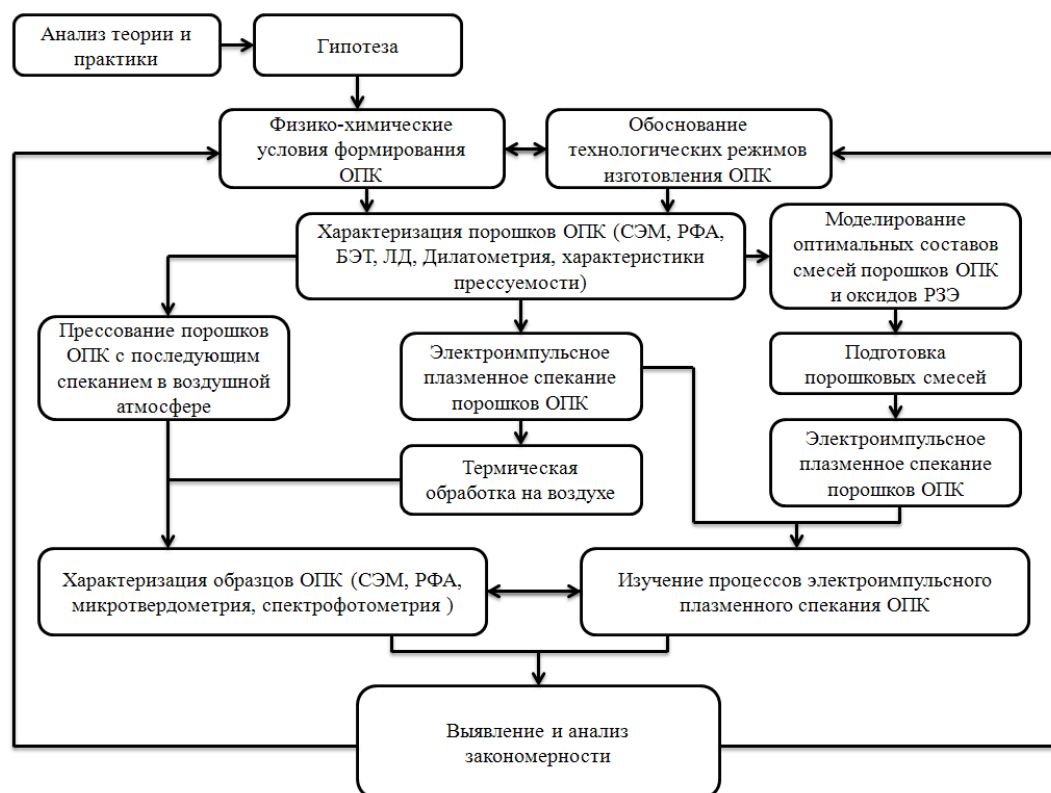 Анализ теории и
практики
Гипотеза
Физико-химические
условия формирования
ОПК
Обоснование
технологических режимов
изготовления ОПК
Характеризация порошков ОПК (СЭМ, РФА,
БЭТ, ЛД, Дилатометрия, характеристики
прессуемости)
Моделирование
оптимальных составов
смесей порошков ОПК
и оксидов РЗЭ
Прессование порошков
ОПК с последующим
спеканием в воздушной
атмосфере
Электроимпульсное
плазменное спекание
порошков ОПК
Подготовка
порошковых смесей
Термическая
обработка на воздухе
Электроимпульсное
плазменное спекание
порошков ОПК
Характеризация образцов ОПК (СЭМ, РФА,
микротвердометрия, спектрофотометрия )
Изучение процессов электроимпульсного
плазменного спекания ОПК
Выявление и анализ
закономерности